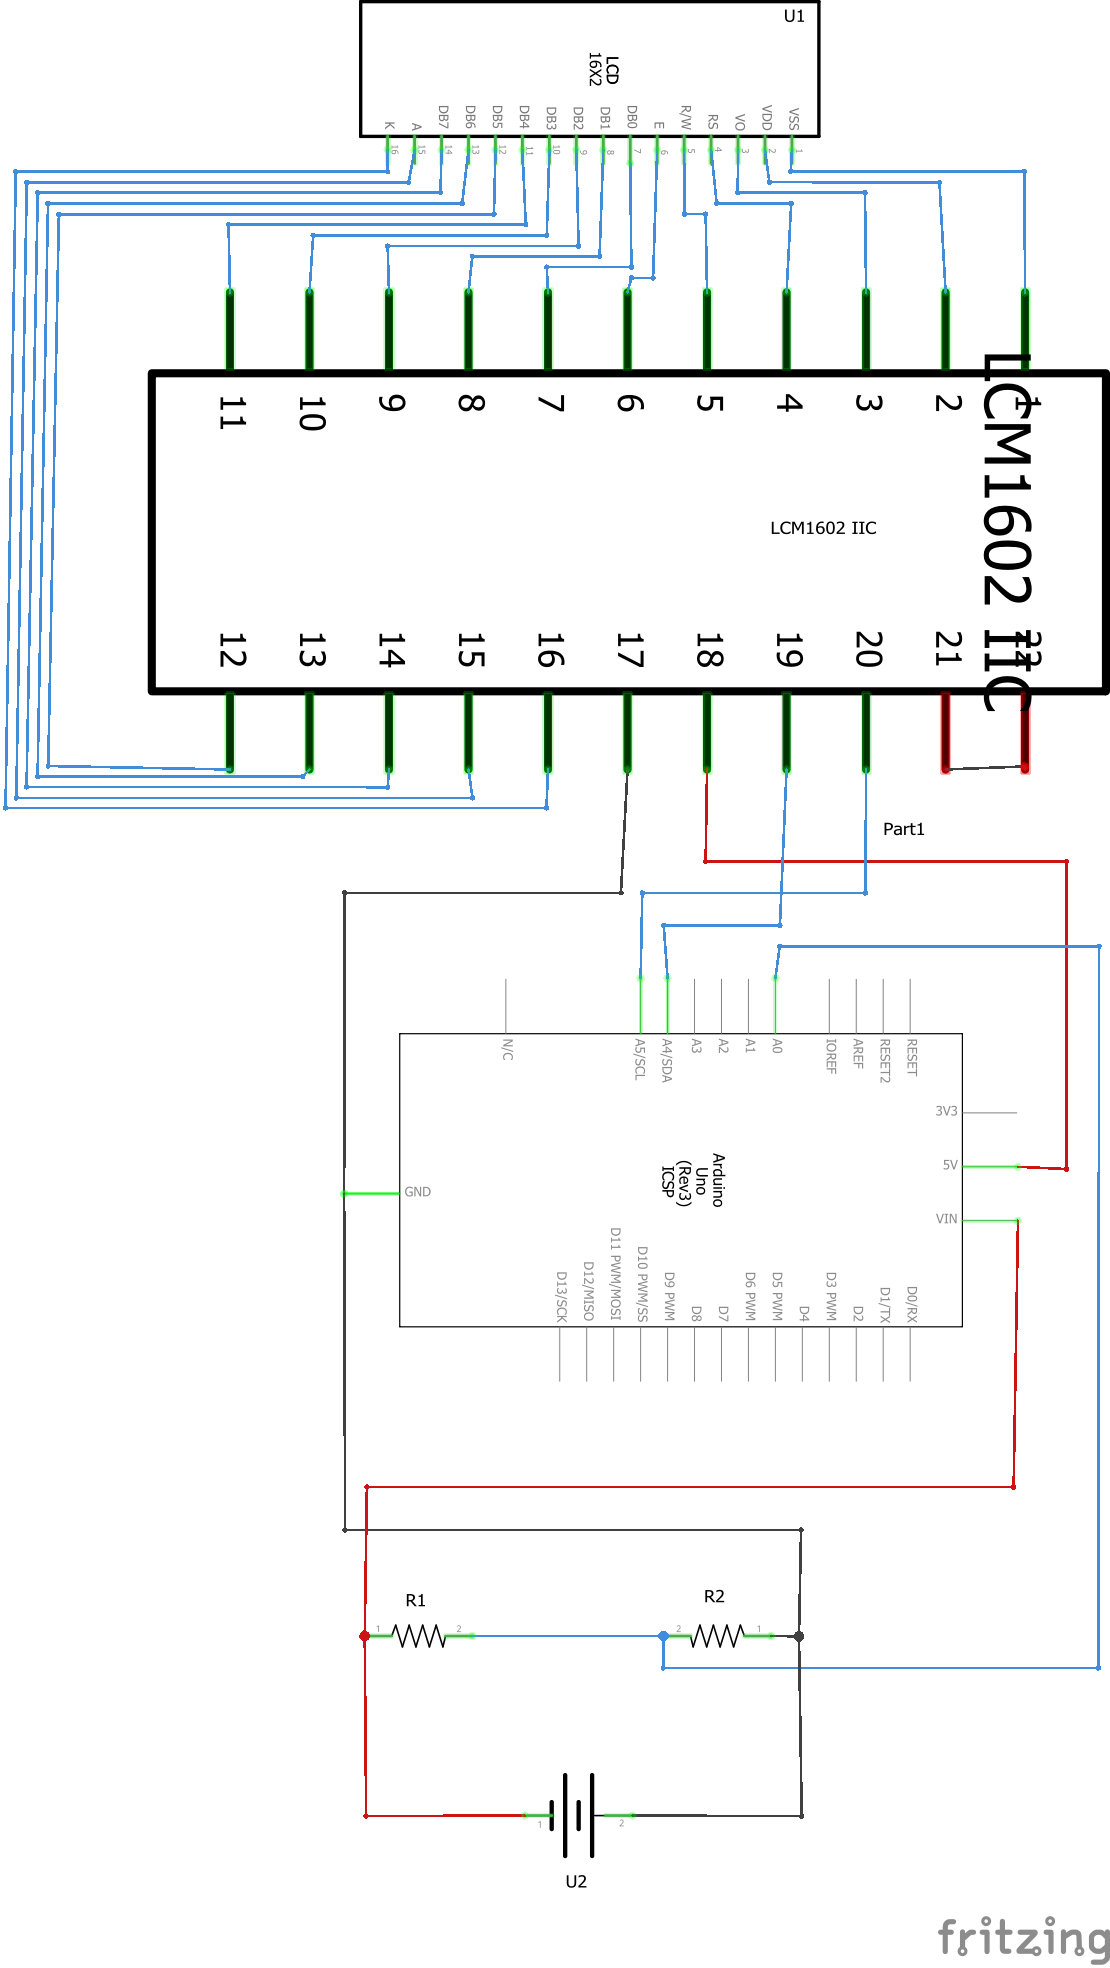 U1
LCD
16X2
K
A
DB7
DB6
DB5
DB4
DB3
DB2
DB1
DB0
E
R/W
RS
VO
VDD
VSS
16
15
14
13
12
11
10
9
8
7
6
5
4
3
2
1
11
10
9
8
7
6
5
4
3
2
1
LCM1602 IIC
LCM1602 IIC
12
13
14
15
16
17
18
19
20
21
22
Part1
N/C
A5/SCL
A4/SDA
A3
A2
A1
A0
IOREF
AREF
RESET2
RESET
3V3
5V
VIN
GND
Arduino
Uno
(Rev3)
ICSP
D13/SCK
D12/MISO
D11 PWM/MOSI
D10 PWM/SS
D9 PWM
D8
D7
D6 PWM
D5 PWM
D4
D3 PWM
D2
D1/TX
D0/RX
R1
R2
1
2
2
1
1
2
U2
fritzing